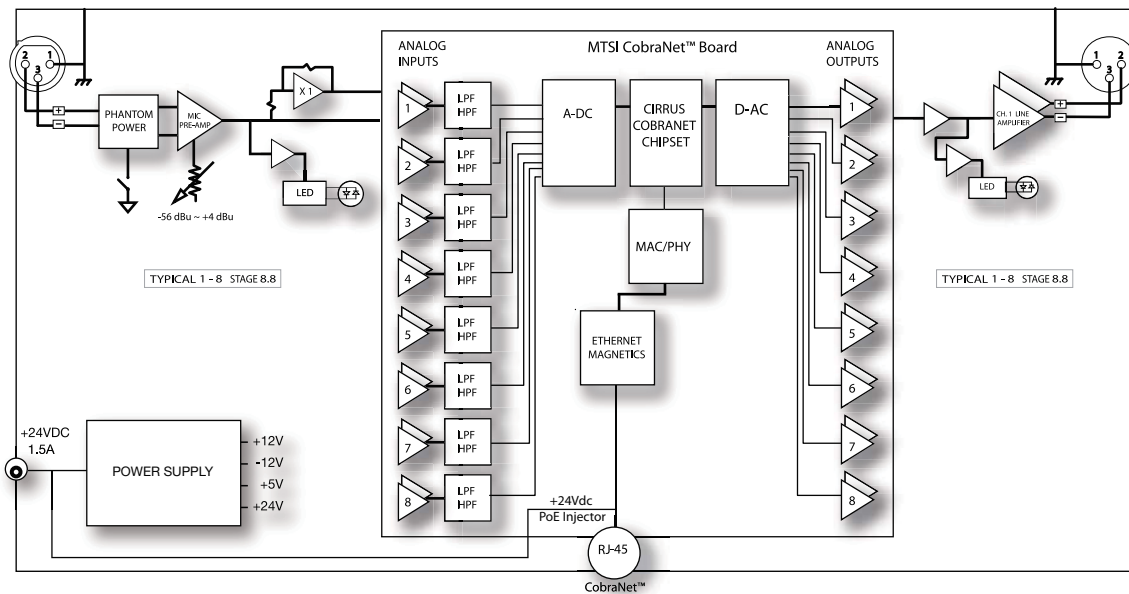 2
1
3
+
−
PHANTOM
POWER
MIC
PRE-AMP
-56 dBu ~ +4 dBu
X 1
LED
TYPICAL 1 - 8 STAGE 8.8
ANALOG
INPUTS
MTSI CobraNet™ Board
ANALOG
OUTPUTS
1
LPF
HPF
2
LPF
HPF
3
LPF
HPF
4
LPF
HPF
5
LPF
HPF
6
LPF
HPF
7
LPF
HPF
8
LPF
HPF
A-DC
CIRRUS
COBRANET
CHIPSET
D-AC
MAC/PHY
ETHERNET
MAGNETICS
1
2
3
4
5
6
7
8
+24Vdc
PoE Injector
RJ-45
CobraNet™
CH. 1 LINE
AMPLIFIER
+
−
1
2
3
LED
TYPICAL 1 - 8 STAGE 8.8
+24VDC
1.5A
POWER SUPPLY
+12V
-12V
+5V
+24V